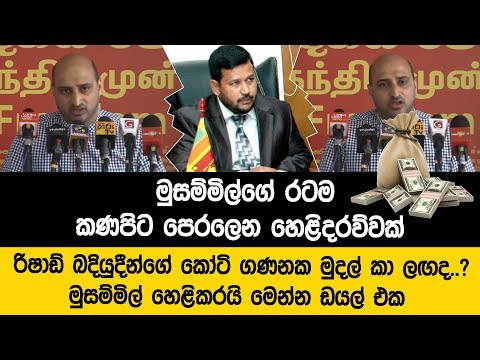 මුසම්මිල්ගේ රටම
කණපිට පෙරලෙන හෙළිදරව්වක්
රිෂාඩ් බදියුදීන්ගේ කෝටි ගණනක මුදල් කා ලඟද..?
මුසම්මිල් හෙළිකරයි මෙන්න ඩයල් එක